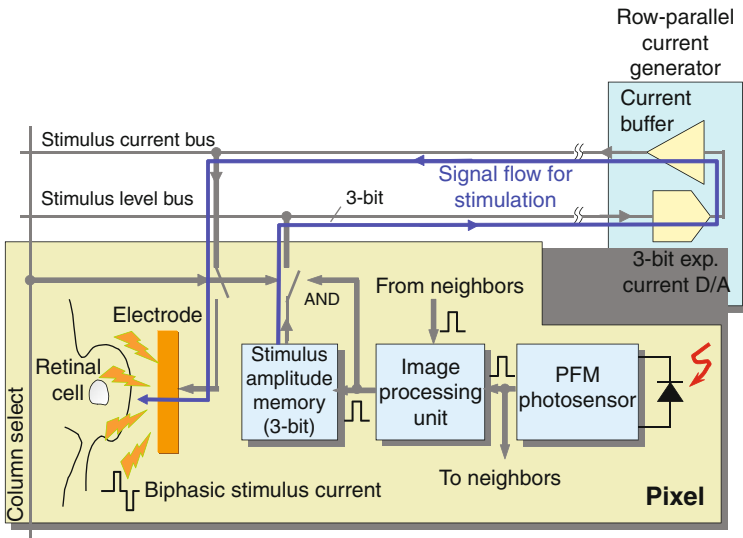 Row-parallel
current
generator
Current
buffer
Stimulus current bus
Signal flow for
stimulation
Stimulus level bus
3-bit
3-bit exp.
current D/A
From neighbors
AND
Electrode
Retinal
cell
Stimulus
amplitude
memory
(3-bit)
Image
processing
unit
PFM
photosensor
To neighbors
Biphasic stimulus current
Pixel
Column select